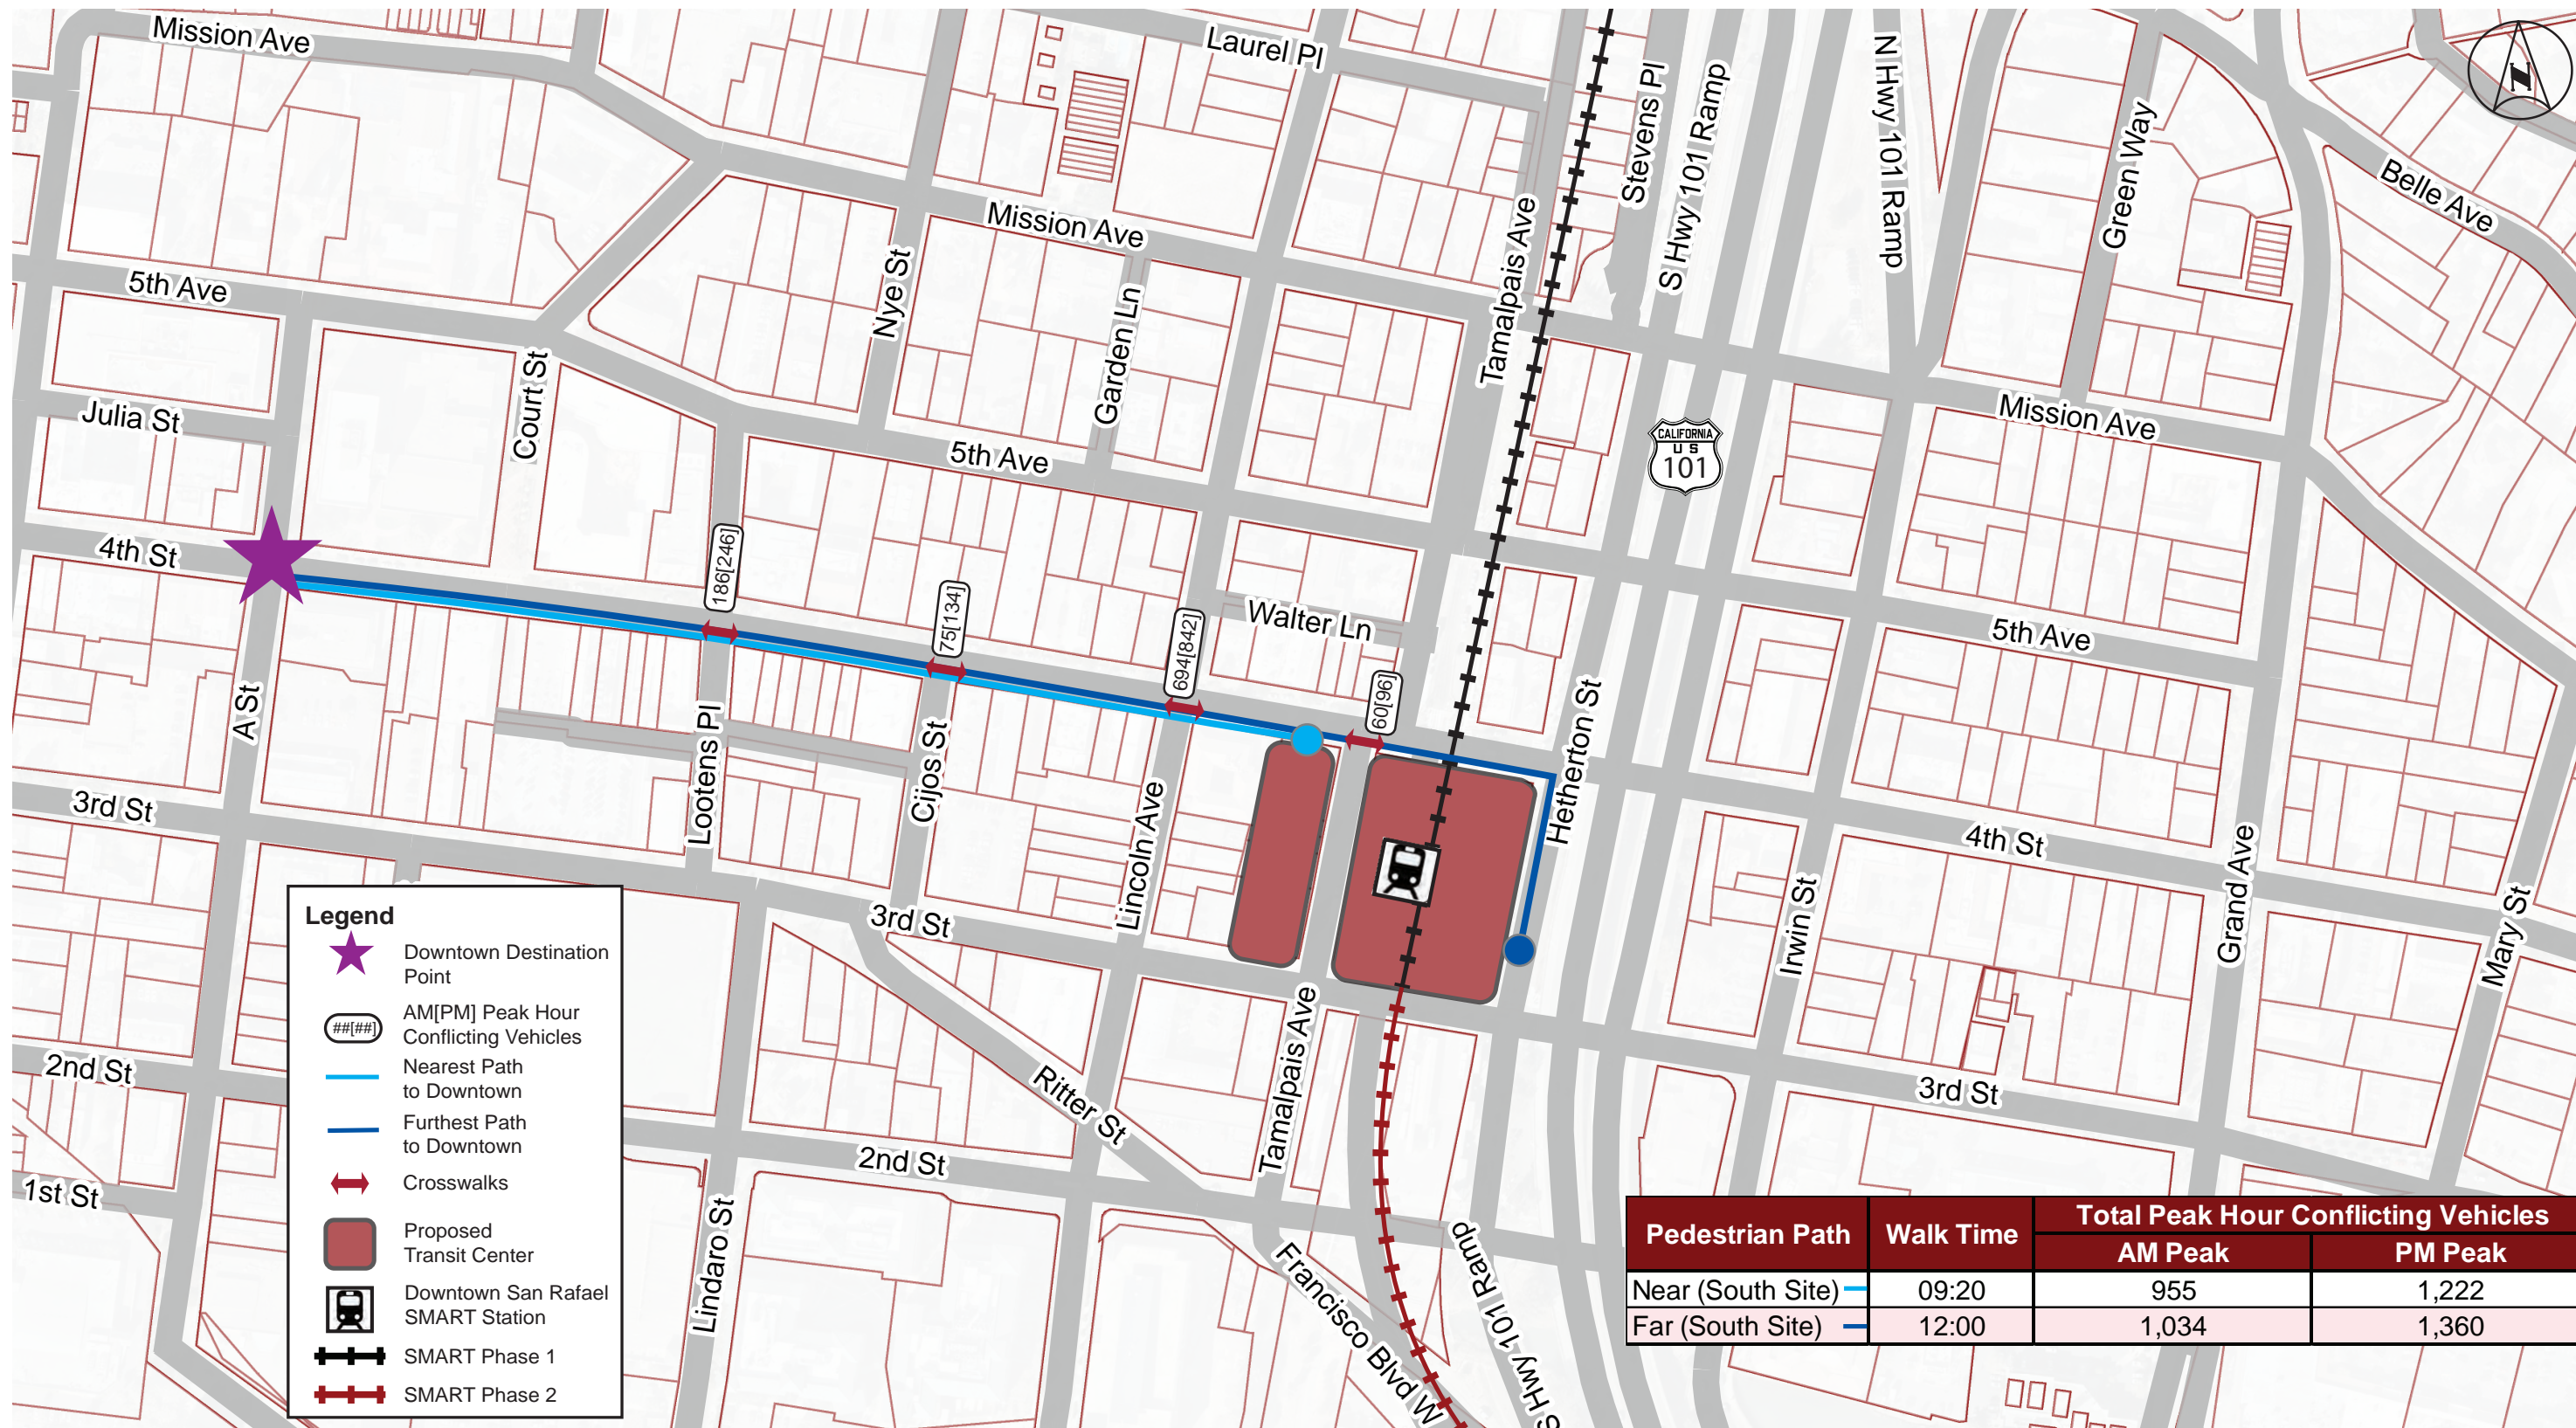 Mission Ave
Laurel Pl
Stevens Pl
S Hwy 101 Ramp
N Hwy 101 Ramp
Green Way
Belle Ave
N
Mission Ave
Tamalpais Ave
5th Ave
Nye St
Garden Ln
Court St
Julia St
Mission Ave
CALIFORNIA
U S
101
5th Ave
4th St
186[246]
75[134]
694[842]
60[96]
Walter Ln
5th Ave
A St
Lootens Pl
Cijos St
Lincoln Ave
Hetherton St
3rd St
4th St
3rd St
Irwin St
Grand Ave
Mary St
2nd St
Ritter St
Tamalpais Ave
3rd St
2nd St
1st St
Lindaro St
Francisco Blvd W
S Hwy 101 Ramp
Legend
Downtown Destination
Point
##[##]
AM[PM] Peak Hour
Conflicting Vehicles
Nearest Path
to Downtown
Furthest Path
to Downtown
Crosswalks
Proposed
Transit Center
Downtown San Rafael
SMART Station
SMART Phase 1
SMART Phase 2
Pedestrian Path Walk Time Total Peak Hour Conflicting Vehicles
AM Peak PM Peak
Near (South Site) 09:20 955 1,222
Far (South Site) 12:00 1,034 1,360